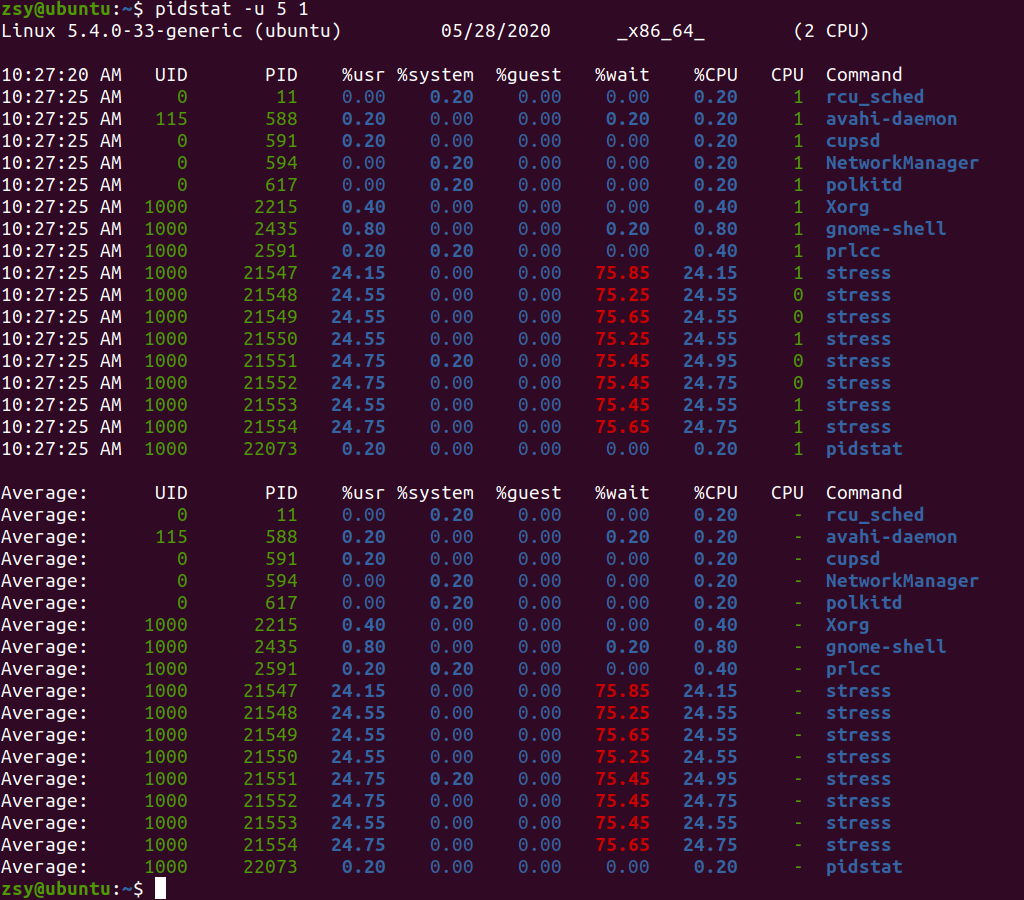 zsy@ubuntu:~$ pidstat -u 5 1
Linux 5.4.0-33-generic (ubuntu) 05/28/2020 _x86_64_ (2 CPU)
10:27:20 AM UID PID %usr %system %guest %wait %CPU CPU Command
10:27:25 AM 0 11 0.00 0.20 0.00 0.00 0.20 1 rcu_sched
10:27:25 AM 115 588 0.20 0.00 0.00 0.20 0.20 1 avahi-daemon
10:27:25 AM 0 591 0.20 0.00 0.00 0.00 0.20 1 cupsd
10:27:25 AM 0 594 0.00 0.20 0.00 0.00 0.20 1 NetworkManager
10:27:25 AM 0 617 0.00 0.20 0.00 0.00 0.20 1 polkitd
10:27:25 AM 1000 2215 0.40 0.00 0.00 0.00 0.40 1 Xorg
10:27:25 AM 1000 2435 0.80 0.00 0.00 0.20 0.80 1 gnome-shell
10:27:25 AM 1000 2591 0.20 0.20 0.00 0.00 0.40 1 prlcc
10:27:25 AM 1000 21547 24.15 0.00 0.00 75.85 24.15 1 stress
10:27:25 AM 1000 21548 24.55 0.00 0.00 75.25 24.55 0 stress
10:27:25 AM 1000 21549 24.55 0.00 0.00 75.65 24.55 0 stress
10:27:25 AM 1000 21550 24.55 0.00 0.00 75.25 24.55 1 stress
10:27:25 AM 1000 21551 24.75 0.20 0.00 75.45 24.95 0 stress
10:27:25 AM 1000 21552 24.75 0.00 0.00 75.45 24.75 0 stress
10:27:25 AM 1000 21553 24.55 0.00 0.00 75.45 24.55 1 stress
10:27:25 AM 1000 21554 24.75 0.00 0.00 75.65 24.75 1 stress
10:27:25 AM 1000 22073 0.20 0.00 0.00 0.00 0.20 1 pidstat
Average: UID PID %usr %system %guest %wait %CPU CPU Command
Average: 0 11 0.00 0.20 0.00 0.00 0.20 - rcu_sched
Average: 115 588 0.20 0.00 0.00 0.20 0.20 - avahi-daemon
Average: 0 591 0.20 0.00 0.00 0.00 0.20 - cupsd
Average: 0 594 0.00 0.20 0.00 0.00 0.20 - NetworkManager
Average: 0 617 0.00 0.20 0.00 0.00 0.20 - polkitd
Average: 1000 2215 0.40 0.00 0.00 0.00 0.40 - Xorg
Average: 1000 2435 0.80 0.00 0.00 0.20 0.80 - gnome-shell
Average: 1000 2591 0.20 0.20 0.00 0.00 0.40 - prlcc
Average: 1000 21547 24.15 0.00 0.00 75.85 24.15 - stress
Average: 1000 21548 24.55 0.00 0.00 75.25 24.55 - stress
Average: 1000 21549 24.55 0.00 0.00 75.65 24.55 - stress
Average: 1000 21550 24.55 0.00 0.00 75.25 24.55 - stress
Average: 1000 21551 24.75 0.20 0.00 75.45 24.95 - stress
Average: 1000 21552 24.75 0.00 0.00 75.45 24.75 - stress
Average: 1000 21553 24.55 0.00 0.00 75.45 24.55 - stress
Average: 1000 21554 24.75 0.00 0.00 75.65 24.75 - stress
Average: 1000 22073 0.20 0.00 0.00 0.00 0.20 - pidstat
zsy@ubuntu:~$